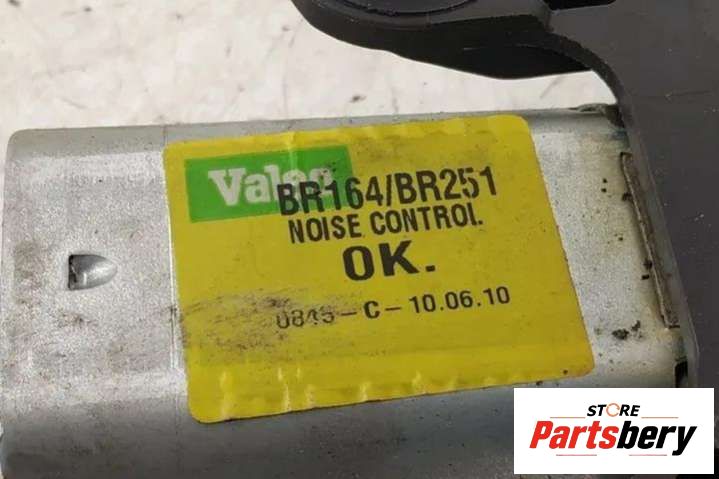 Valeo
BR164/BR251
NOISE CONTROL
OK.
0845-C-10.06.10
STORE
Partsbery